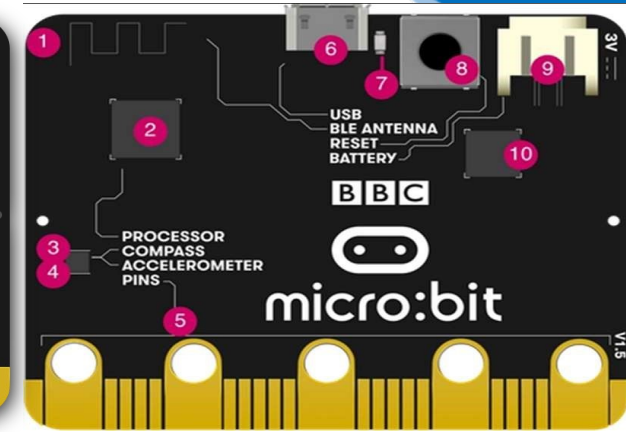 1
6
7
8
9
3V
2
USB
BLE ANTENNA
RESET
BATTERY
10
BBC
3
4
PROCESSOR
COMPASS
ACCELEROMETER
PINS
micro:bit
5
V1.5